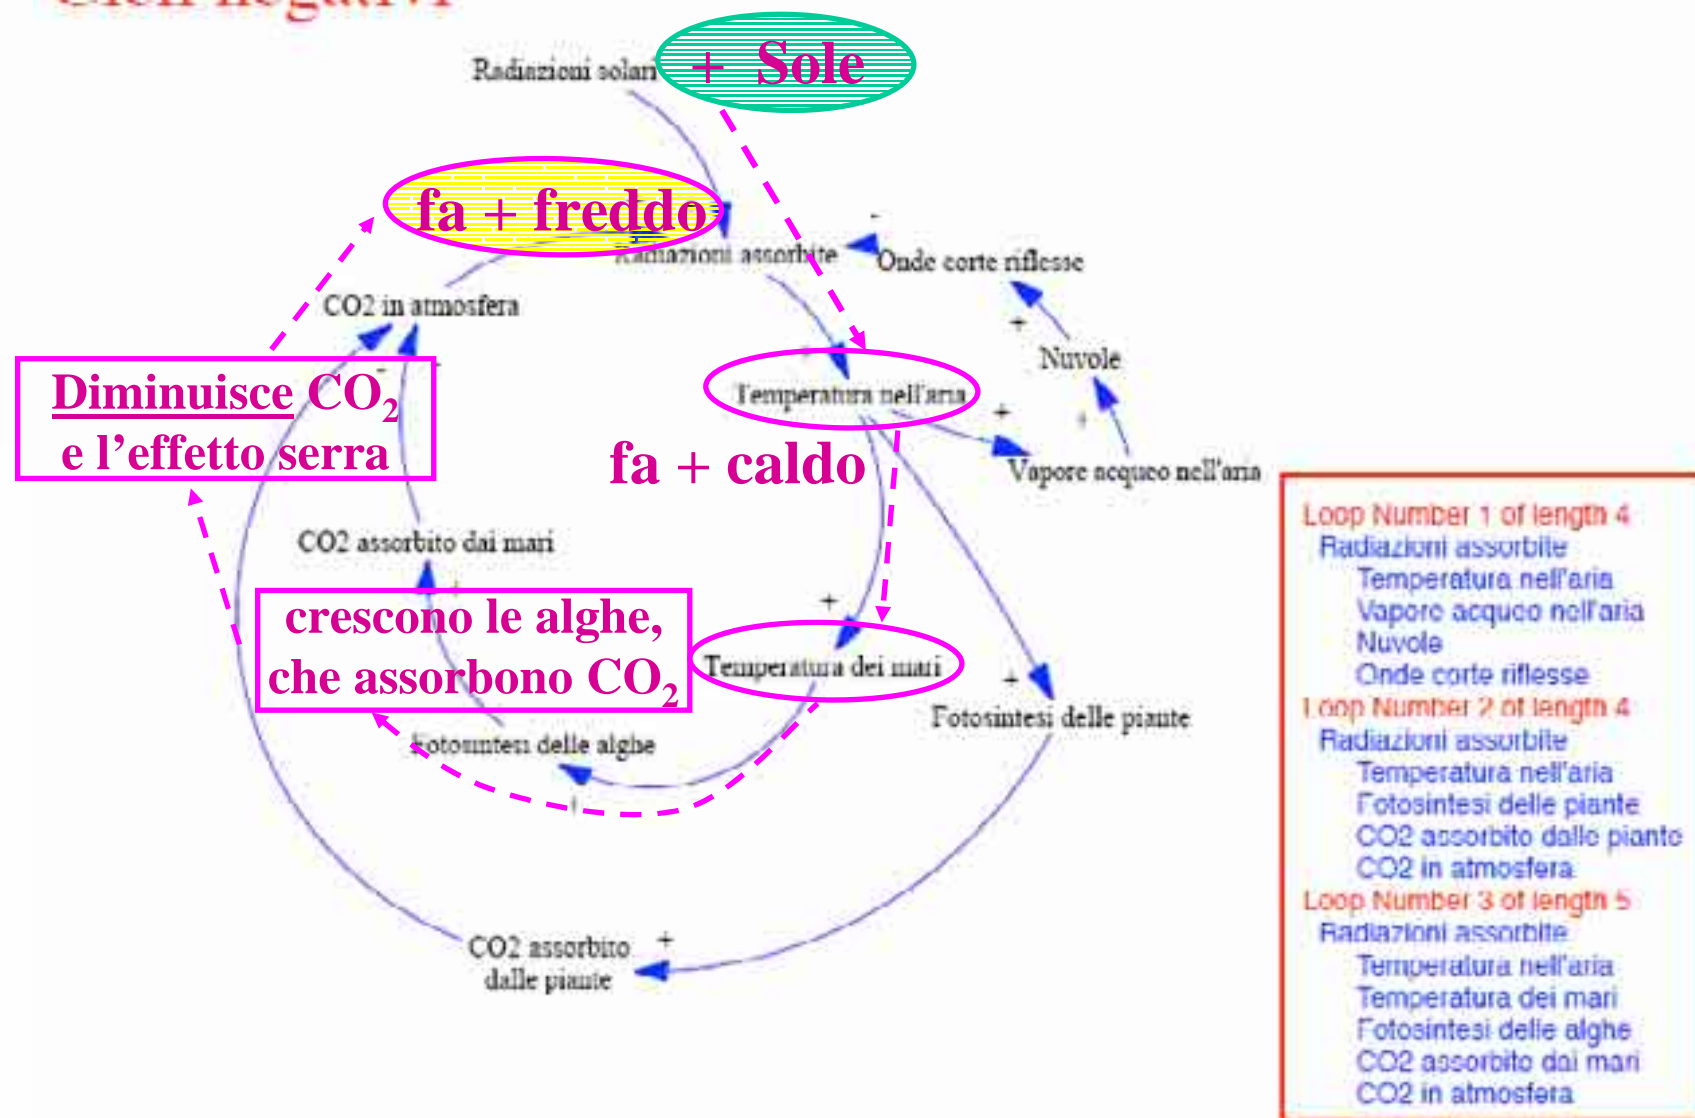 Cicli negativi
Radiazioni solari
+ Sole
fa + freddo
Radiazioni assorbite
-
Onde corte riflesse
CO2 in atmosfera
+
Nuvole
Diminuisce CO2
e l'effetto serra
-
-
+
Temperatura nell'aria
+
+
fa + caldo
Vapore acqueo nell'aria
CO2 assorbito dai mari
+
crescono le alghe,
che assorbono CO2
+
Temperatura dei mari
+
Fotosintesi delle piante
Fotosintesi delle alghe
+
CO2 assorbito
dalle piante
+
Loop Number 1 of length 4
Radiazioni assorbite
Temperatura nell'aria
Vapore acqueo nell'aria
Nuvole
Onde corte riflesse
Loop Number 2 of length 4
Radiazioni assorbite
Temperatura nell'aria
Fotosintesi delle piante
CO2 assorbito dalle piante
CO2 in atmosfera
Loop Number 3 of length 5
Radiazioni assorbite
Temperatura nell'aria
Temperatura dei mari
Fotosintesi delle alghe
CO2 assorbito dai mari
CO2 in atmosfera